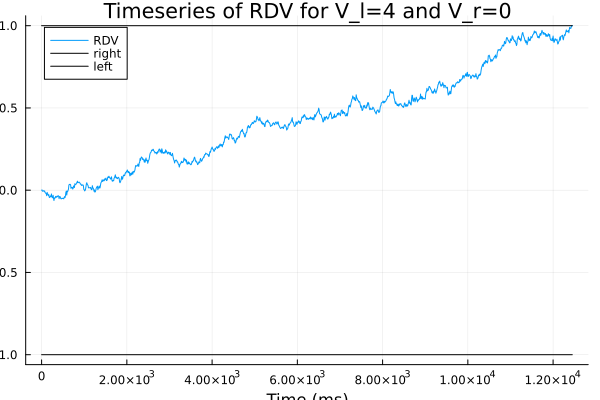 Timeseries of RDV for V_l=4 and V_r=0
RDV
right
left
1.0
0.5
0.0
0.5
1.0
0
2.00×10³
4.00×10³
6.00×10³
8.00×10³
1.00×10⁴
1.20×10⁴
Time (ms)